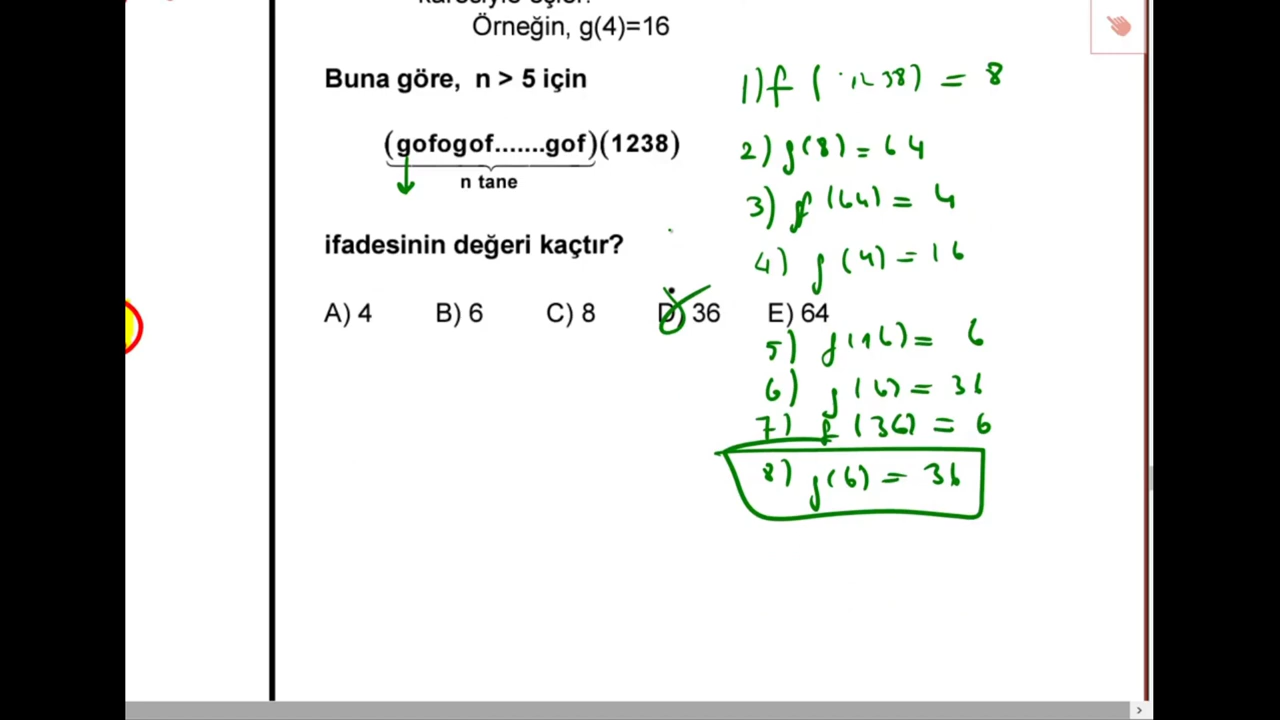 Örneğin, g(4)=16
Buna göre, n > 5 için
(gofogof.......gof)(1238)
n tane
ifadesinin değeri kaçtır?
A) 4 B) 6 C) 8 D) 36 E) 64
1) f (1238) = 8
2) g(8) = 64
3) f (64) = 4
4) g (4) = 16
5) f(16) = 6
6) g (6) = 36
7) f (36) = 6
8) g(6) = 36